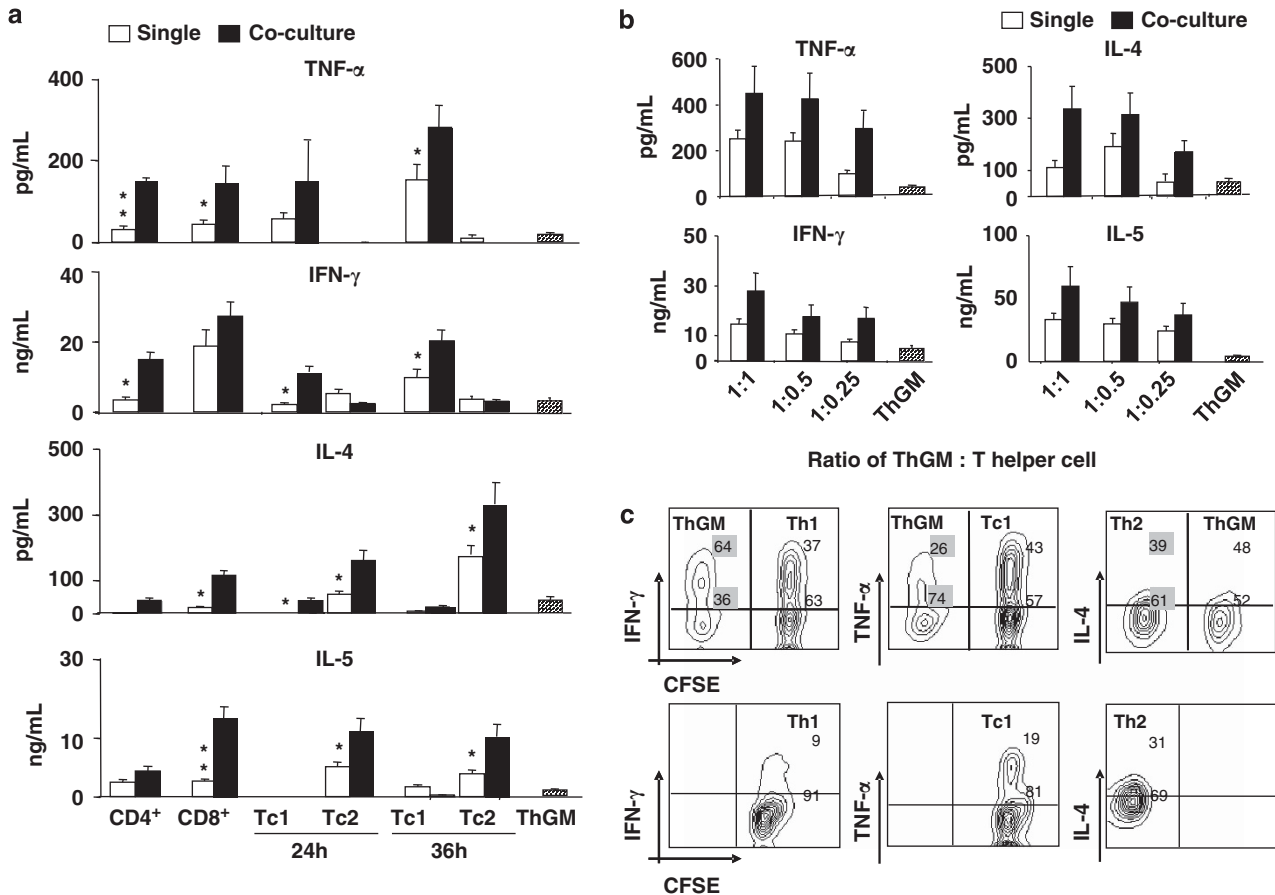 a
Single Co-culture
TNF-α
400
200
0
pg/mL
* *
*
*
IFN-γ
40
20
0
ng/mL
*
*
*
IL-4
500
300
100
0
pg/mL
*
*
*
*
IL-5
30
10
0
ng/mL
* *
*
*
CD4+ CD8+ Tc1 Tc2 Tc1 Tc2 ThGM
24h 36h
b
Single Co-culture
TNF-α
600
400
200
0
pg/mL
IL-4
500
300
100
0
pg/mL
IFN-γ
50
30
10
0
ng/mL
IL-5
100
50
0
ng/mL
1:1 1:0.5 1:0.25 ThGM
1:1 1:0.5 1:0.25 ThGM
Ratio of ThGM : T helper cell
c
ThGM Th1
64 37
36 63
IFN-γ
CFSE
ThGM Tc1
26 43
74 57
TNF-α
Th2 ThGM
39 48
61 52
IL-4
Th1
9
91
IFN-γ
CFSE
Tc1
19
81
TNF-α
Th2
31
69
IL-4